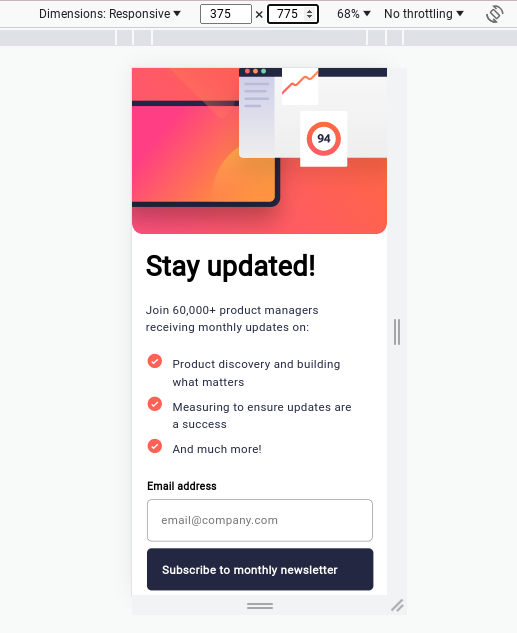 Dimensions: Responsive 375 × 775 68% No throttling
94
Stay updated!
Join 60,000+ product managers
receiving monthly updates on:
Product discovery and building
what matters
Measuring to ensure updates are
a success
And much more!
Email address
email@company.com
Subscribe to monthly newsletter